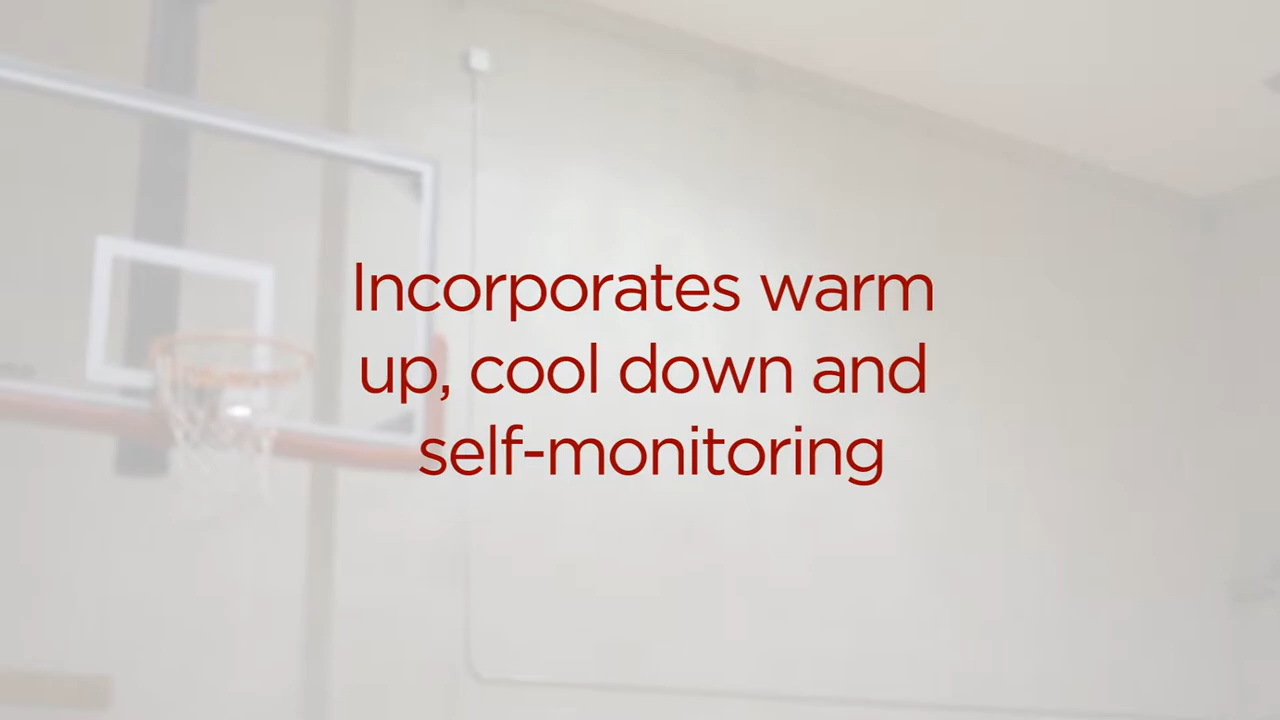 Incorporates warm
up, cool down and
self-monitoring